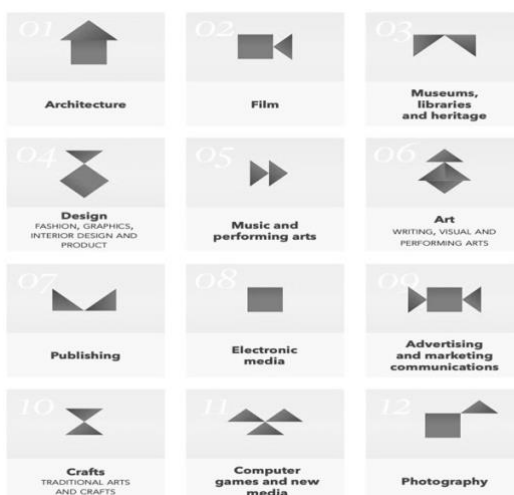 01
Architecture
02
Film
03
Museums,
libraries
and heritage
04
Design
FASHION, GRAPHICS,
INTERIOR DESIGN AND
PRODUCT
05
Music and
performing arts
06
Art
WRITING, VISUAL AND
PERFORMING ARTS
07
Publishing
08
Electronic
media
09
Advertising
and marketing
communications
10
Crafts
TRADITIONAL ARTS
AND CRAFTS
11
Computer
games and new
media
12
Photography